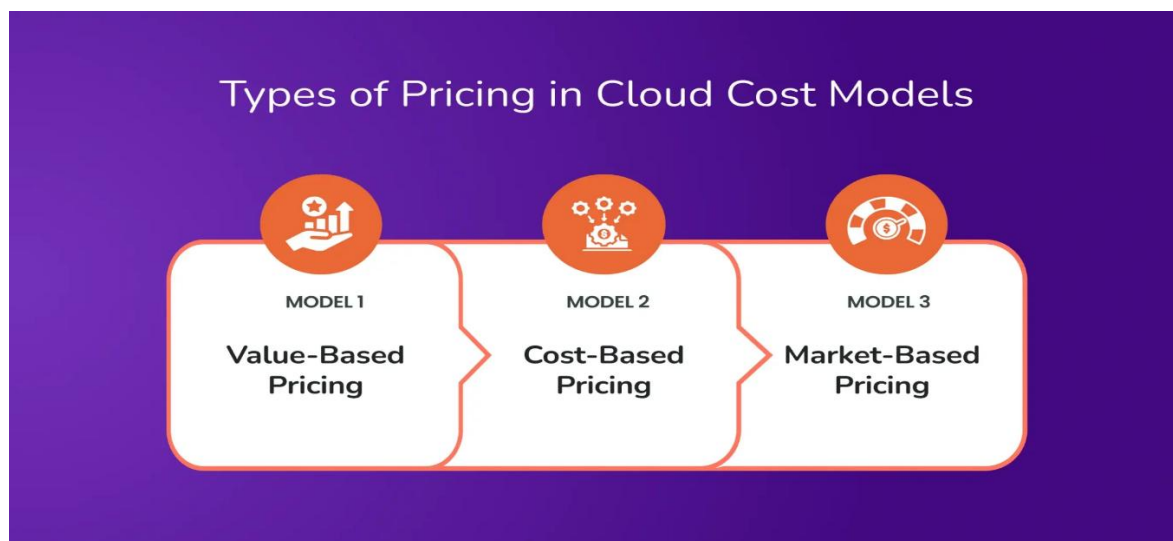 Types of Pricing in Cloud Cost Models
MODEL 1
Value-Based
Pricing
MODEL 2
Cost-Based
Pricing
MODEL 3
Market-Based
Pricing